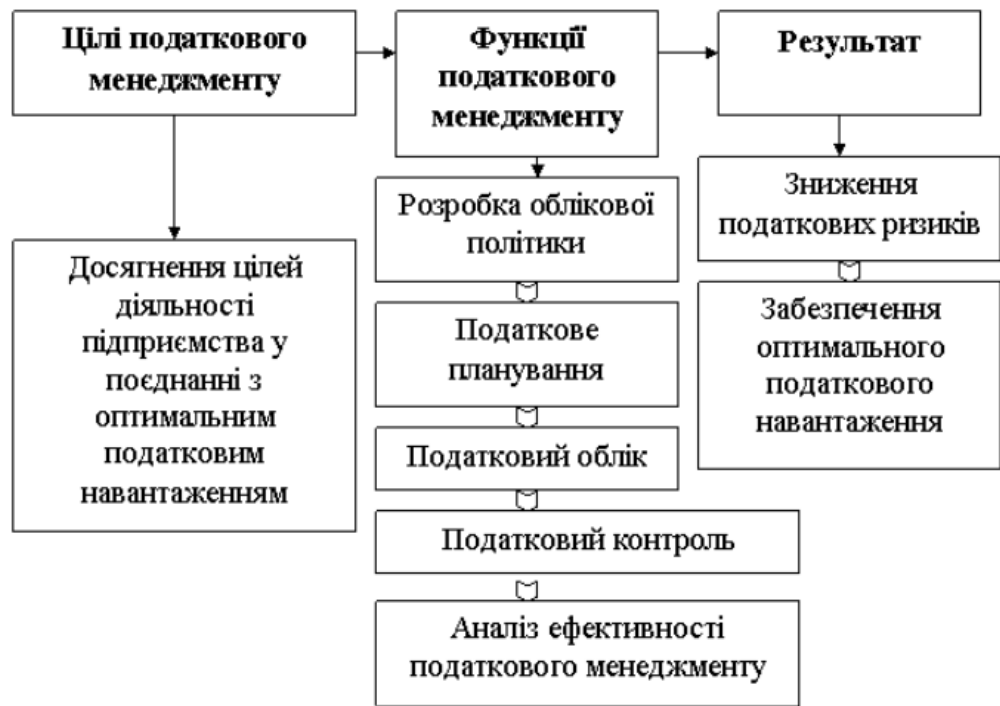 Цілі податкового
менеджменту
Функції
податкового
менеджменту
Результат
Досягнення цілей
діяльності
підприємства у
поєднанні з
оптимальним
податковим
навантаженням
Розробка облікової
політики
Податкове
планування
Податковий облік
Податковий контроль
Аналіз ефективності
податкового менеджменту
Зниження
податкових ризиків
Забезпечення
оптимального
податкового
навантаження